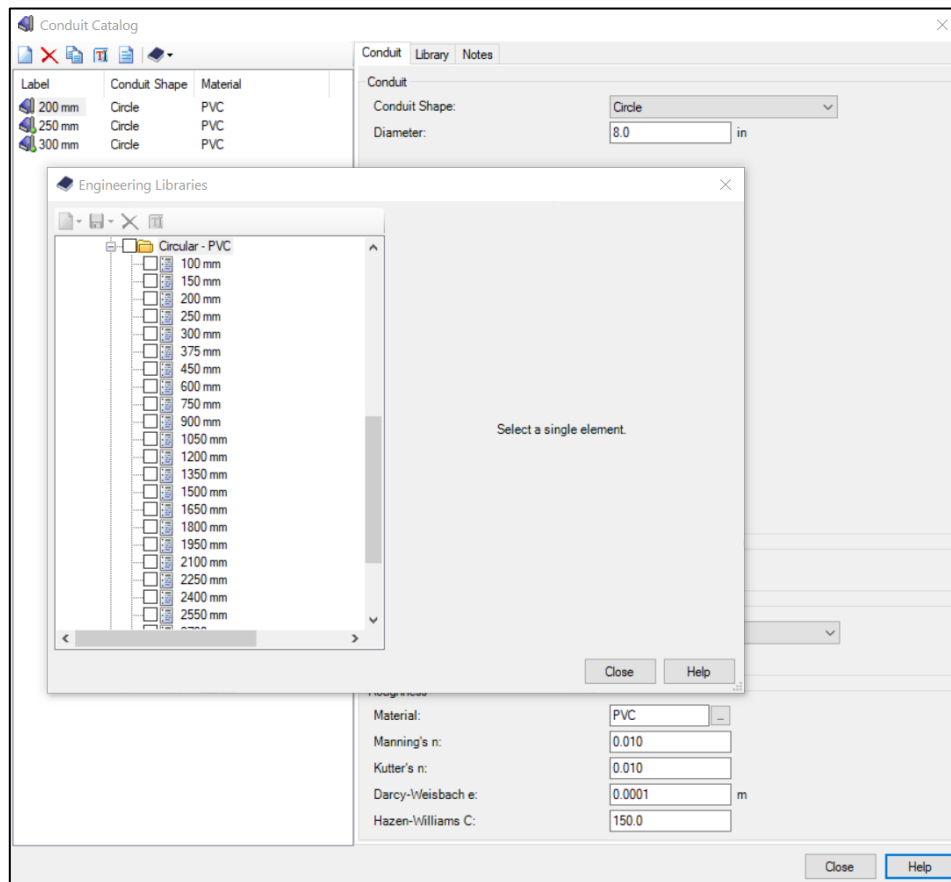 Conduit Catalog
Label Conduit Shape Material
200 mm Circle PVC
250 mm Circle PVC
300 mm Circle PVC
Conduit Library Notes
Conduit
Conduit Shape: Circle
Diameter: 8.0 in
Engineering Libraries
Circular - PVC
100 mm
150 mm
200 mm
250 mm
300 mm
375 mm
450 mm
600 mm
750 mm
900 mm
1050 mm
1200 mm
1350 mm
1500 mm
1650 mm
1800 mm
1950 mm
2100 mm
2250 mm
2400 mm
2550 mm
Select a single element.
Close Help
Roughness
Material: PVC ...
Manning's n: 0.010
Kutter's n: 0.010
Darcy-Weisbach e: 0.0001 m
Hazen-Williams C: 150.0
Close Help